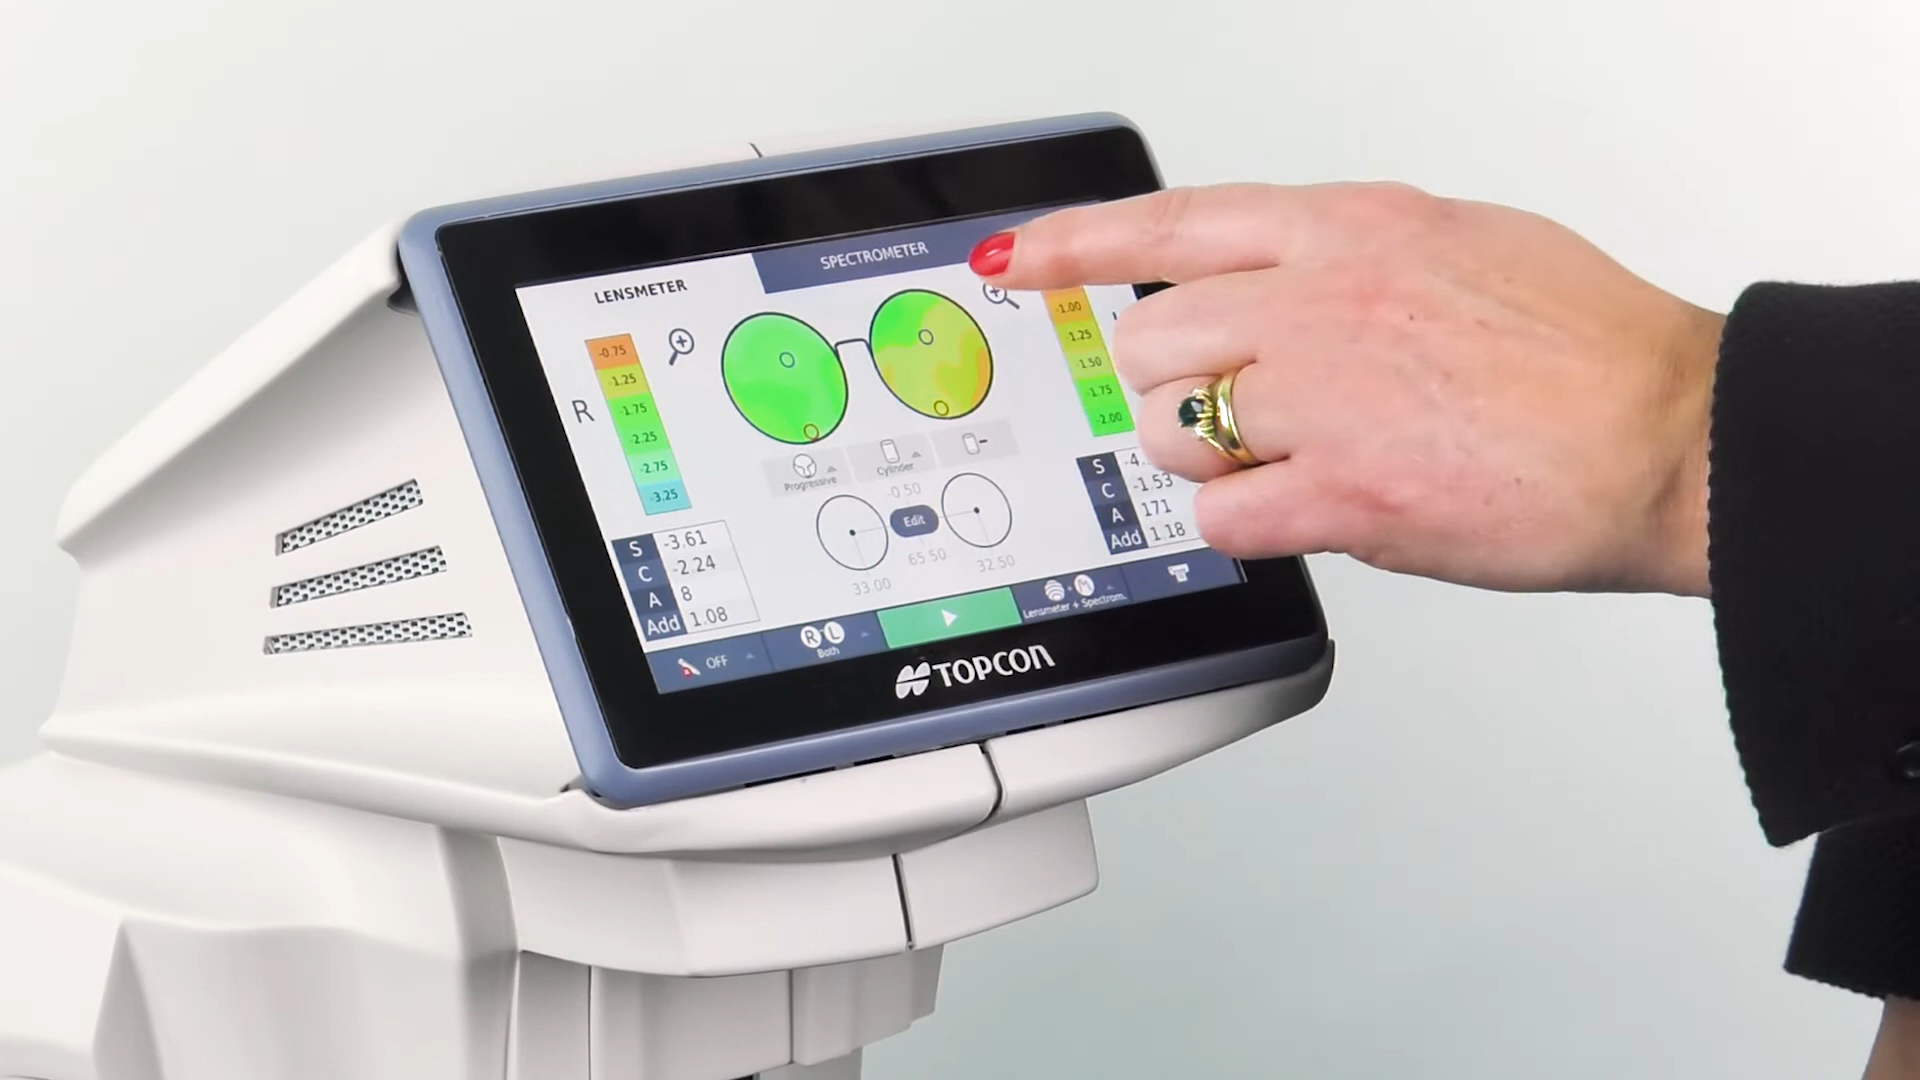 SPECTROMETER
LENSMETER
R
-0.75
-1.25
-1.75
-2.25
-2.75
-3.25
-1.00
-1.25
-1.50
-1.75
-2.00
Progressive
Cylinder
-0.50
Edit
65.50
33.00
32.50
S -3.61
C -2.24
A 8
Add 1.08
S -4.
C -1.53
A 171
Add 1.18
OFF
R L
Both
Lensmeter + Spectrom.
TOPCON